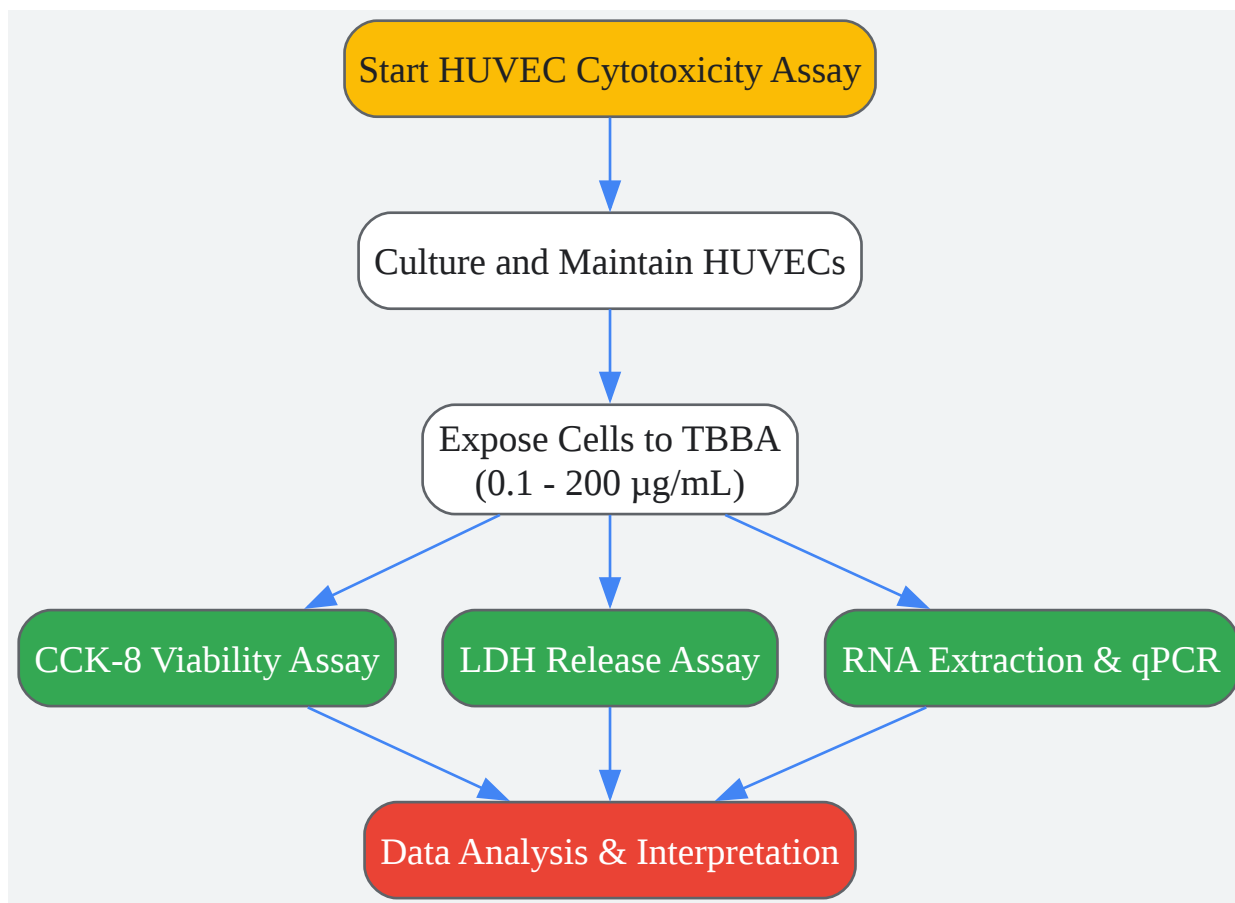 Start HUVEC Cytotoxicity Assay
Culture and Maintain HUVECs
Expose Cells to TBBA
(0.1 - 200 µg/mL)
CCK-8 Viability Assay
LDH Release Assay
RNA Extraction & qPCR
Data Analysis & Interpretation